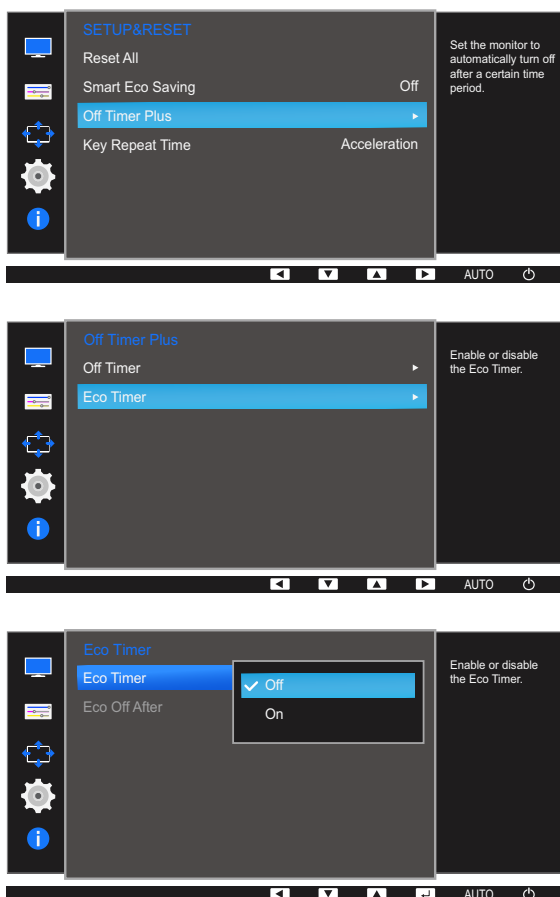 SETUP&RESET
Reset All
Smart Eco Saving Off
Off Timer Plus
Key Repeat Time Acceleration
Set the monitor to
automatically turn off
after a certain time
period.
AUTO
Off Timer Plus
Off Timer
Eco Timer
Enable or disable
the Eco Timer.
AUTO
Eco Timer
Eco Timer
Off
Eco Off After
On
Enable or disable
the Eco Timer.
AUTO